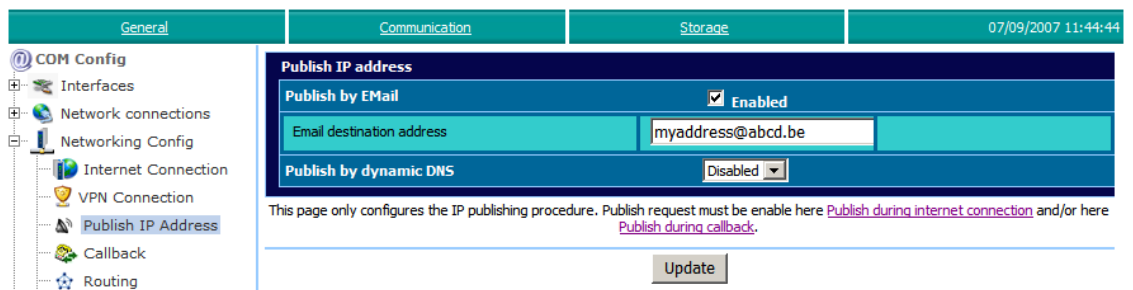 General Communication Storage 07/09/2007 11:44:44
COM Config
Interfaces
Network connections
Networking Config
Internet Connection
VPN Connection
Publish IP Address
Callback
Routing
Publish IP address
Publish by EMail Enabled
Email destination address myaddress@abcd.be
Publish by dynamic DNS Disabled
This page only configures the IP publishing procedure. Publish request must be enable here Publish during internet connection and/or here
Publish during callback.
Update